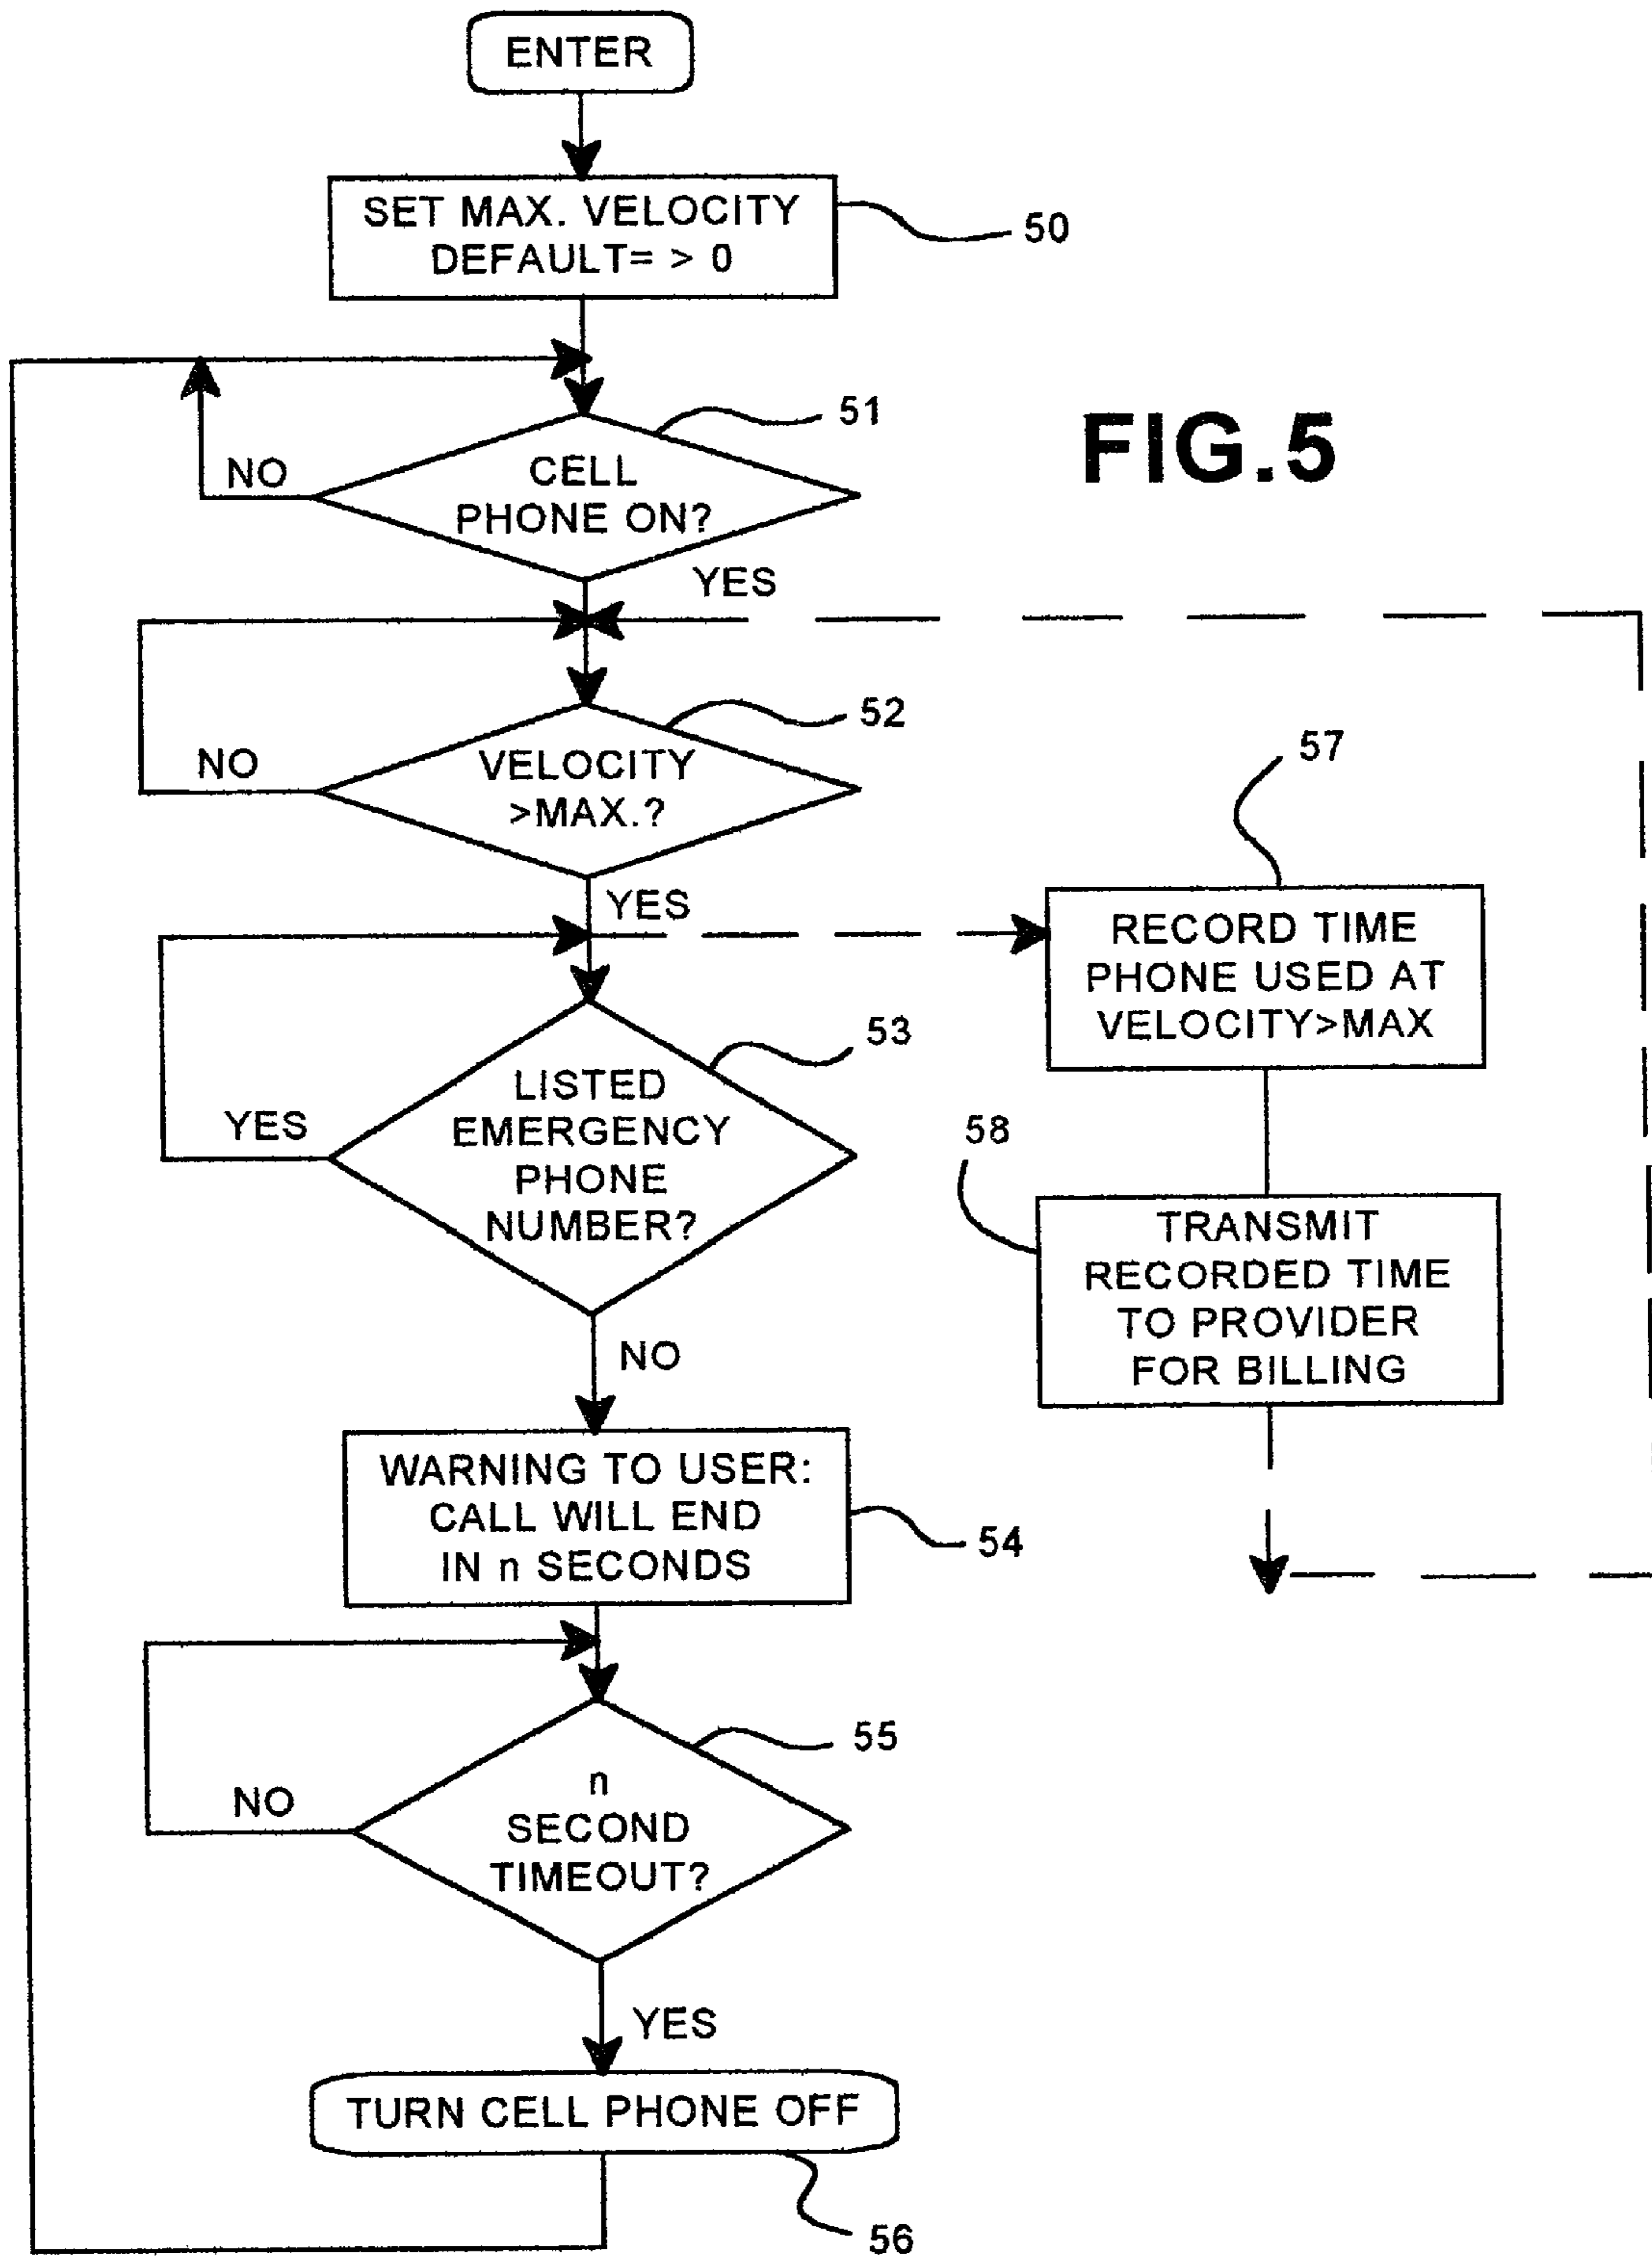 ENTER
SET MAX. VELOCITY
DEFAULT= > 0
50
FIG.5
51
CELL
PHONE ON?
NO
YES
52
VELOCITY
>MAX.?
NO
YES
57
RECORD TIME
PHONE USED AT
VELOCITY>MAX
53
LISTED
EMERGENCY
PHONE
NUMBER?
YES
NO
58
TRANSMIT
RECORDED TIME
TO PROVIDER
FOR BILLING
WARNING TO USER:
CALL WILL END
IN n SECONDS
54
55
n
SECOND
TIMEOUT?
NO
YES
TURN CELL PHONE OFF
56